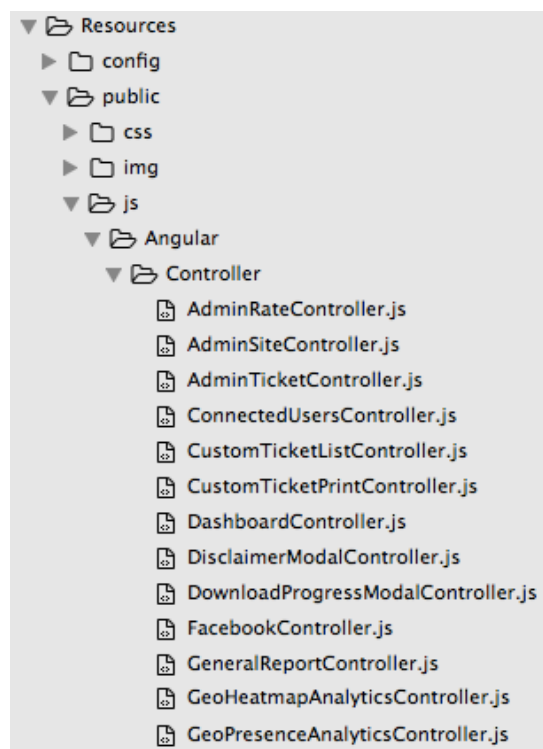 Resources
config
public
css
img
js
Angular
Controller
AdminRateController.js
AdminSiteController.js
AdminTicketController.js
ConnectedUsersController.js
CustomTicketListController.js
CustomTicketPrintController.js
DashboardController.js
DisclaimerModalController.js
DownloadProgressModalController.js
FacebookController.js
GeneralReportController.js
GeoHeatmapAnalyticsController.js
GeoPresenceAnalyticsController.js